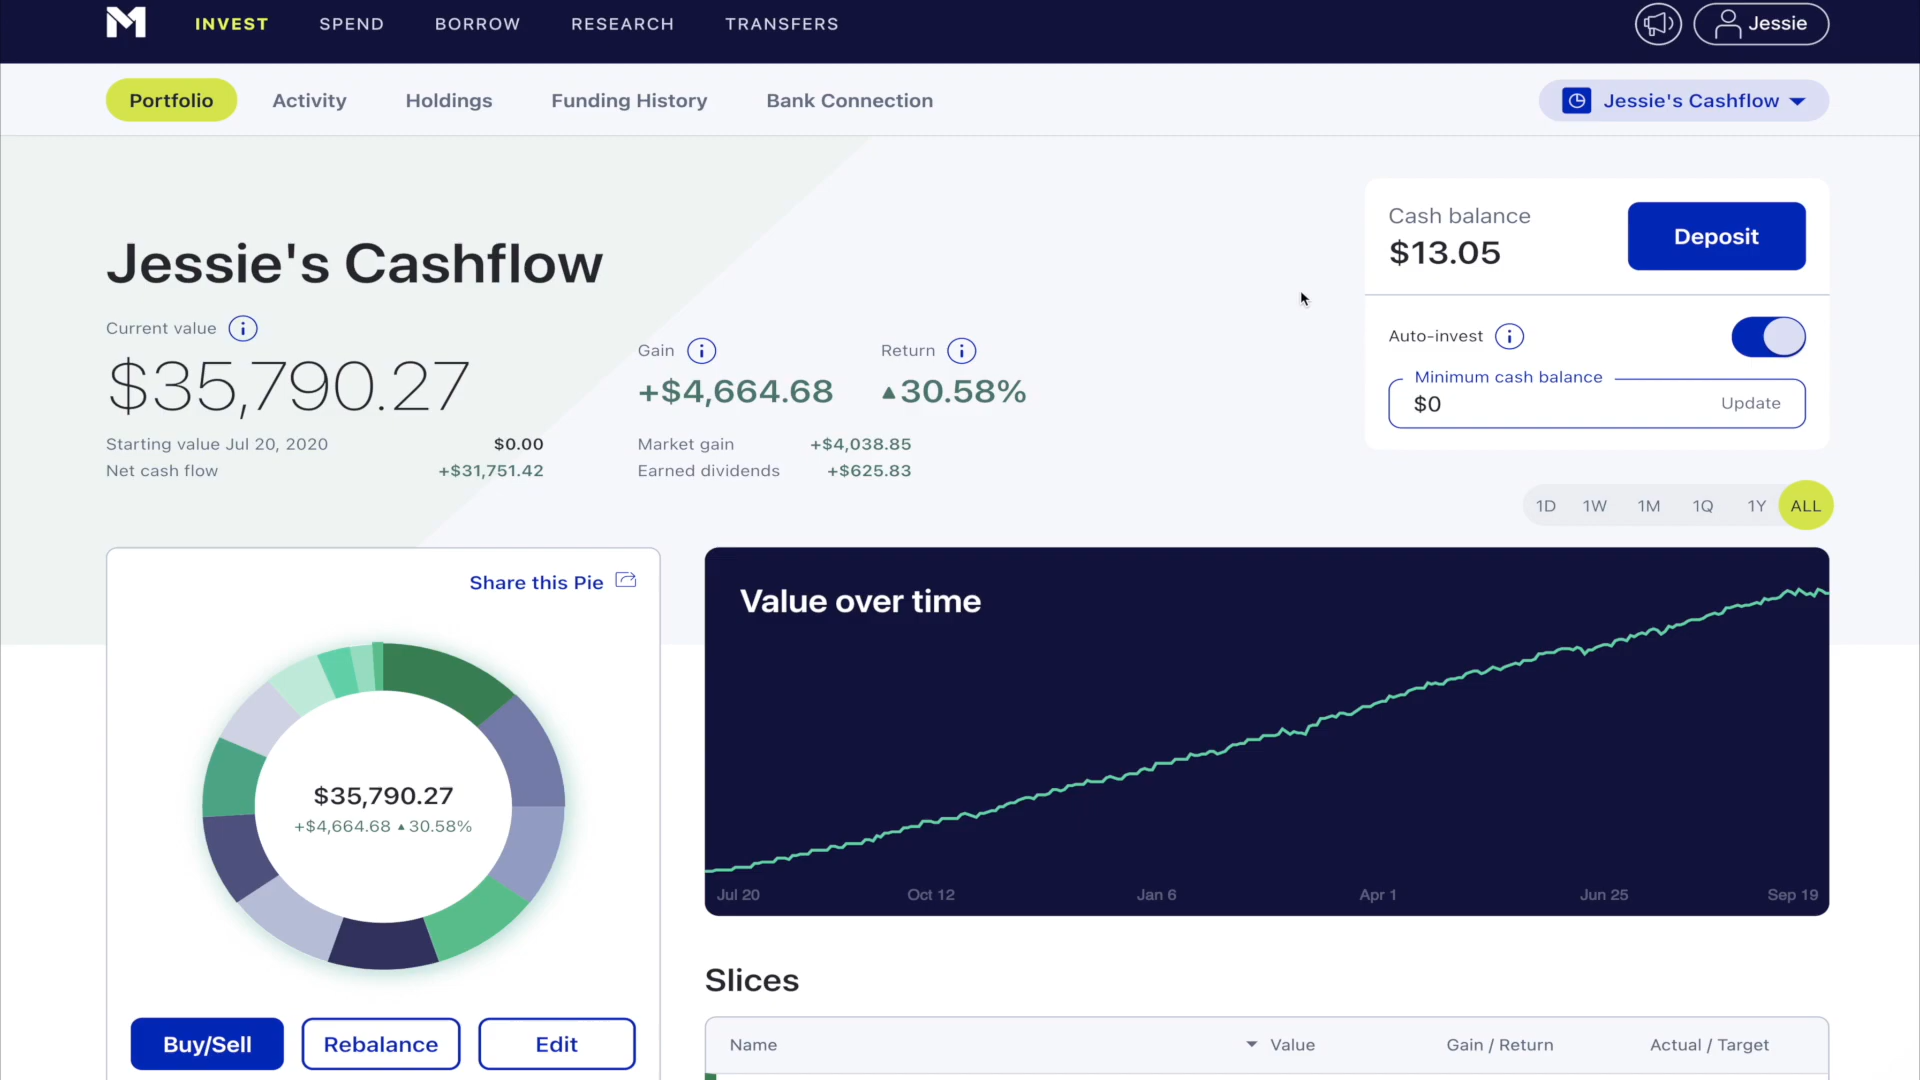 INVEST SPEND BORROW RESEARCH TRANSFERS Jessie
Portfolio Activity Holdings Funding History Bank Connection Jessie's Cashflow
Jessie's Cashflow
Current value
$35,790.27
Starting value Jul 20, 2020 $0.00
Net cash flow +$31,751.42
Gain Return
+$4,664.68 30.58%
Market gain +$4,038.85
Earned dividends +$625.83
Cash balance
$13.05
Deposit
Auto-invest
Minimum cash balance
$0 Update
1D 1W 1M 1Q 1Y ALL
Share this Pie
$35,790.27
+$4,664.68 ▲30.58%
Buy/Sell Rebalance Edit
Value over time
Jul 20 Oct 12 Jan 6 Apr 1 Jun 25 Sep 19
Slices
Name Value Gain / Return Actual / Target